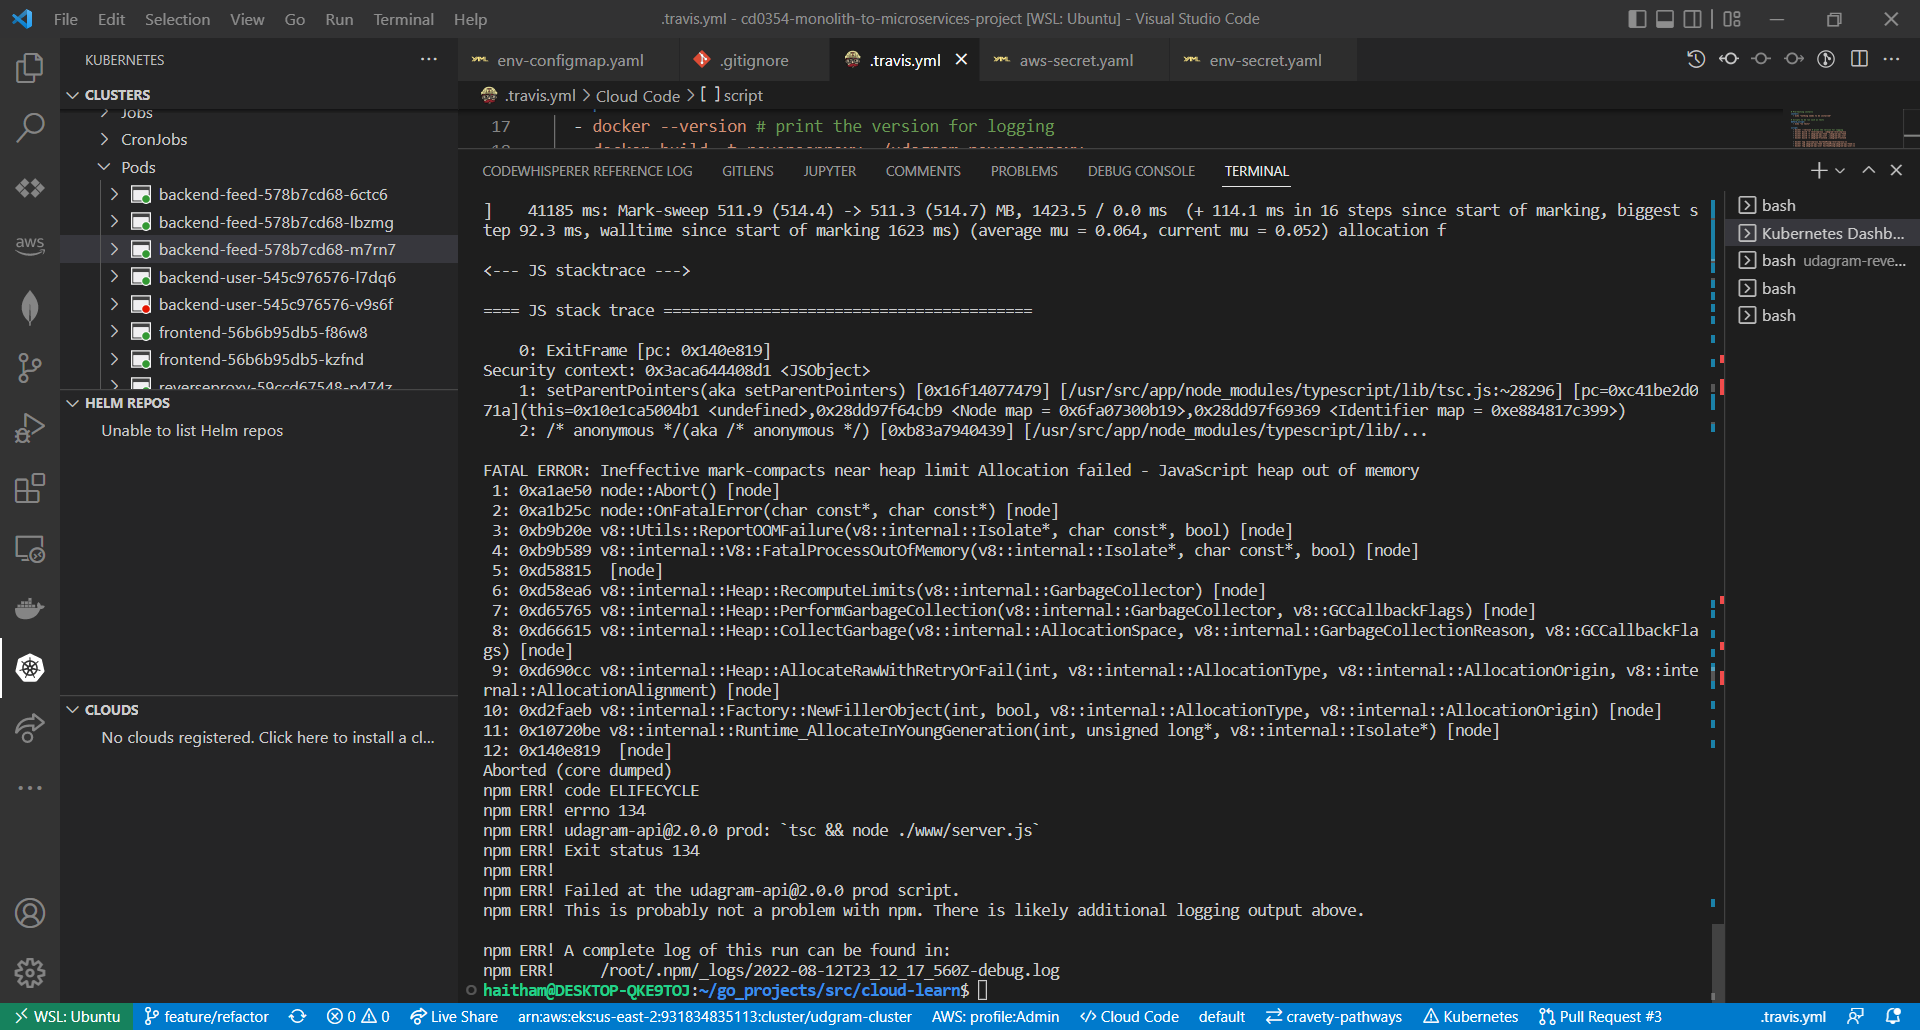 File Edit Selection View Go Run Terminal Help
.travis.yml - cd0354-monolith-to-microservices-project [WSL: Ubuntu] - Visual Studio Code
KUBERNETES
env-configmap.yaml
.gitignore
.travis.yml
aws-secret.yaml
env-secret.yaml
CLUSTERS
.travis.yml > Cloud Code > [ ] script
Jobs
CronJobs
Pods
backend-feed-578b7cd68-6ctc6
backend-feed-578b7cd68-lbzmg
backend-feed-578b7cd68-m7rn7
backend-user-545c976576-l7dq6
backend-user-545c976576-v9s6f
frontend-56b6b95db5-f86w8
frontend-56b6b95db5-kzfnd
reverseproxy-59ccd67548-p474z
HELM REPOS
Unable to list Helm repos
CLOUDS
No clouds registered. Click here to install a cl...
aws
17 - docker --version # print the version for logging
CODEWHISPERER REFERENCE LOG GITLENS JUPYTER COMMENTS PROBLEMS DEBUG CONSOLE TERMINAL
]    41185 ms: Mark-sweep 511.9 (514.4) -> 511.3 (514.7) MB, 1423.5 / 0.0 ms  (+ 114.1 ms in 16 steps since start of marking, biggest s
tep 92.3 ms, walltime since start of marking 1623 ms) (average mu = 0.064, current mu = 0.052) allocation f
<--- JS stacktrace --->
==== JS stack trace =========================================
0: ExitFrame [pc: 0x140e819]
Security context: 0x3aca644408d1 <JSObject>
1: setParentPointers(aka setParentPointers) [0x16f14077479] [/usr/src/app/node_modules/typescript/lib/tsc.js:~28296] [pc=0xc41be2d0
71a](this=0x10e1ca5004b1 <undefined>,0x28dd97f64cb9 <Node map = 0x6fa07300b19>,0x28dd97f69369 <Identifier map = 0xe884817c399>)
2: /* anonymous */(aka /* anonymous */) [0xb83a7940439] [/usr/src/app/node_modules/typescript/lib/...
FATAL ERROR: Ineffective mark-compacts near heap limit Allocation failed - JavaScript heap out of memory
1: 0xa1ae50 node::Abort() [node]
2: 0xa1b25c node::OnFatalError(char const*, char const*) [node]
3: 0xb9b20e v8::Utils::ReportOOMFailure(v8::internal::Isolate*, char const*, bool) [node]
4: 0xb9b589 v8::internal::V8::FatalProcessOutOfMemory(v8::internal::Isolate*, char const*, bool) [node]
5: 0xd58815  [node]
6: 0xd58ea6 v8::internal::Heap::RecomputeLimits(v8::internal::GarbageCollector) [node]
7: 0xd65765 v8::internal::Heap::PerformGarbageCollection(v8::internal::GarbageCollector, v8::GCCallbackFlags) [node]
8: 0xd66615 v8::internal::Heap::CollectGarbage(v8::internal::AllocationSpace, v8::internal::GarbageCollectionReason, v8::GCCallbackFla
gs) [node]
9: 0xd690cc v8::internal::Heap::AllocateRawWithRetryOrFail(int, v8::internal::AllocationType, v8::internal::AllocationOrigin, v8::inte
rnal::AllocationAlignment) [node]
10: 0xd2faeb v8::internal::Factory::NewFillerObject(int, bool, v8::internal::AllocationType, v8::internal::AllocationOrigin) [node]
11: 0x10720be v8::internal::Runtime_AllocateInYoungGeneration(int, unsigned long*, v8::internal::Isolate*) [node]
12: 0x140e819  [node]
Aborted (core dumped)
npm ERR! code ELIFECYCLE
npm ERR! errno 134
npm ERR! udagram-api@2.0.0 prod: `tsc && node ./www/server.js`
npm ERR! Exit status 134
npm ERR!
npm ERR! Failed at the udagram-api@2.0.0 prod script.
npm ERR! This is probably not a problem with npm. There is likely additional logging output above.
npm ERR! A complete log of this run can be found in:
npm ERR!     /root/.npm/_logs/2022-08-12T23_12_17_560Z-debug.log
haitham@DESKTOP-QKE9TOJ:~/go_projects/src/cloud-learn$
bash
Kubernetes Dashb...
bash udagram-reve...
bash
bash
WSL: Ubuntu feature/refactor 0 0 Live Share arn:aws:eks:us-east-2:931834835113:cluster/udgram-cluster AWS: profile:Admin Cloud Code default cravety-pathways Kubernetes Pull Request #3 .travis.yml